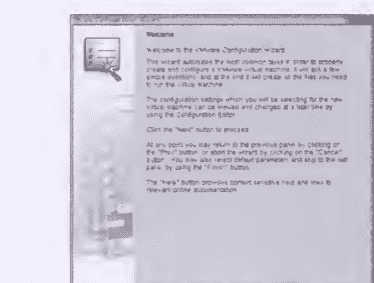 Welcome
Welcome to the VMware Configuration Wizard
This wizard automates the most common tasks in order to properly
create and configure a VMware virtual machine. It will ask a few
simple questions, and at the end it will create all the files you need
to run the virtual machine.
The configuration settings which you will be selecting for the new
virtual machine can be viewed and changed at a later time by
using the Configuration Editor.
Click the "Next" button to proceed.
At any point you may return to the previous panel by clicking on
the "Prev" button, or abort the wizard by clicking on the "Cancel"
button. You may also select default parameters and skip to the last
panel by using the "Finish" button.
The "Help" button provides context sensitive help and links to
relevant online documentation.